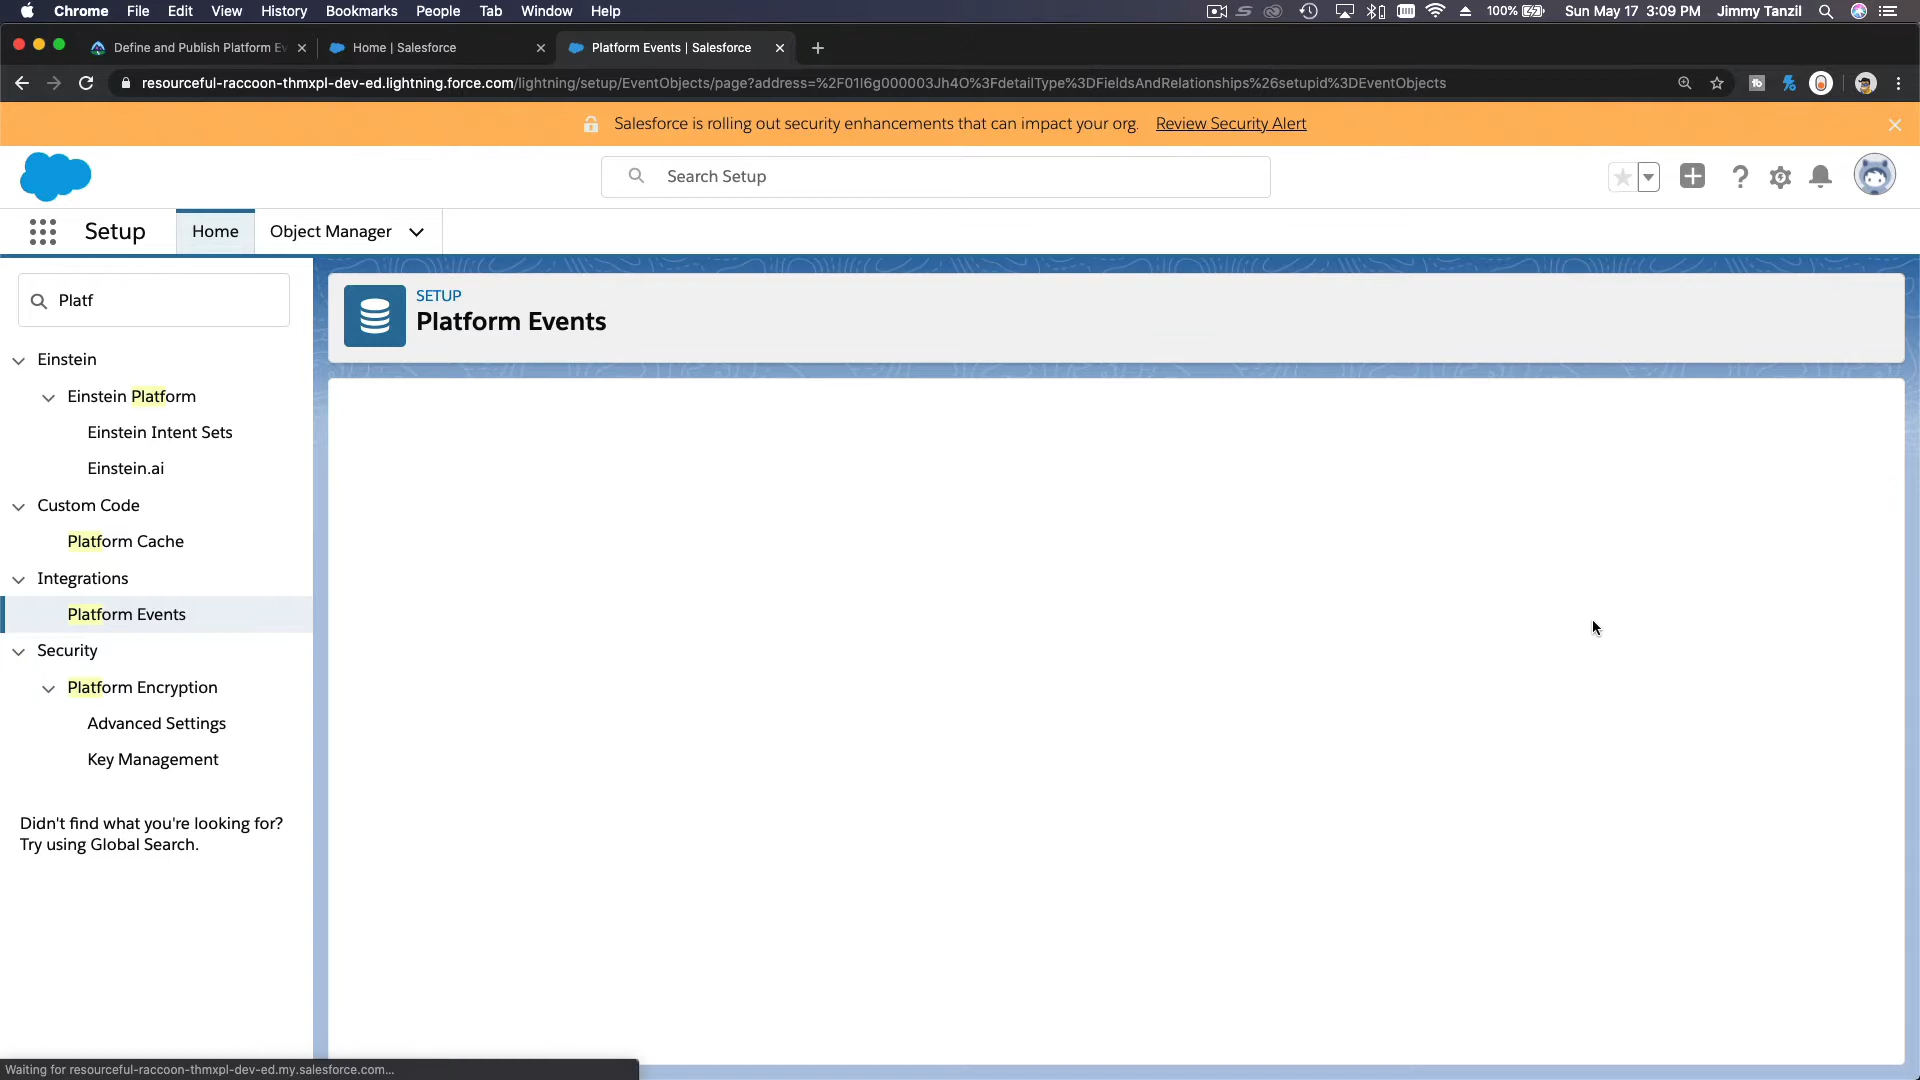 Chrome File Edit View History Bookmarks People Tab Window Help 100% Sun May 17 3:09 PM Jimmy Tanzil
Define and Publish Platform Ev Home | Salesforce Platform Events | Salesforce
resourceful-raccoon-thmxpl-dev-ed.lightning.force.com/lightning/setup/EventObjects/page?address=%2F01I6g000003Jh4O%3FdetailType%3DFieldsAndRelationships%26setupid%3DEventObjects
Salesforce is rolling out security enhancements that can impact your org. Review Security Alert
Search Setup
Setup Home Object Manager
Platf
SETUP
Platform Events
Einstein
Einstein Platform
Einstein Intent Sets
Einstein.ai
Custom Code
Platform Cache
Integrations
Platform Events
Security
Platform Encryption
Advanced Settings
Key Management
Didn't find what you're looking for?
Try using Global Search.
Waiting for resourceful-raccoon-thmxpl-dev-ed.my.salesforce.com...